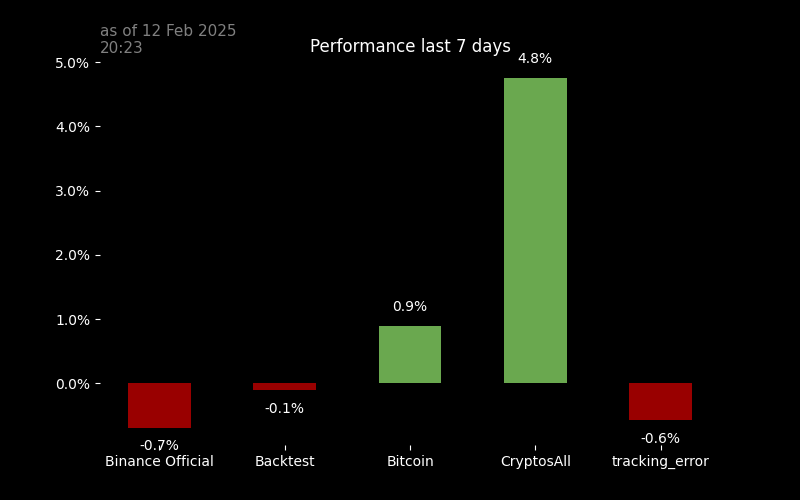 as of 12 Feb 2025
20:23
Performance last 7 days
5.0%
4.0%
3.0%
2.0%
1.0%
0.0%
-0.7%
-0.1%
0.9%
4.8%
-0.6%
Binance Official
Backtest
Bitcoin
CryptosAll
tracking_error